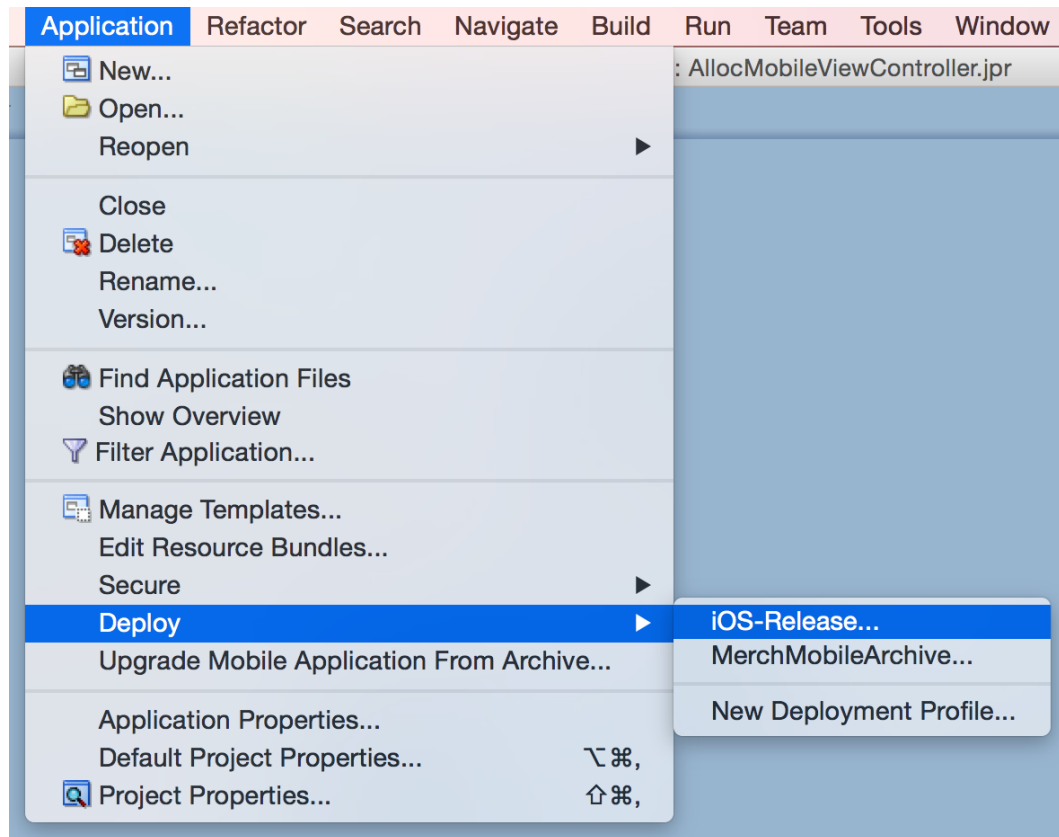 Application Refactor Search Navigate Build Run Team Tools Window
: AllocMobileViewController.jpr
New...
Open...
Reopen
Close
Delete
Rename...
Version...
Find Application Files
Show Overview
Filter Application...
Manage Templates...
Edit Resource Bundles...
Secure
Deploy
iOS-Release...
Upgrade Mobile Application From Archive...
MerchMobileArchive...
New Deployment Profile...
Application Properties...
Default Project Properties... ⌥⌘,
Project Properties... ⇧⌘,